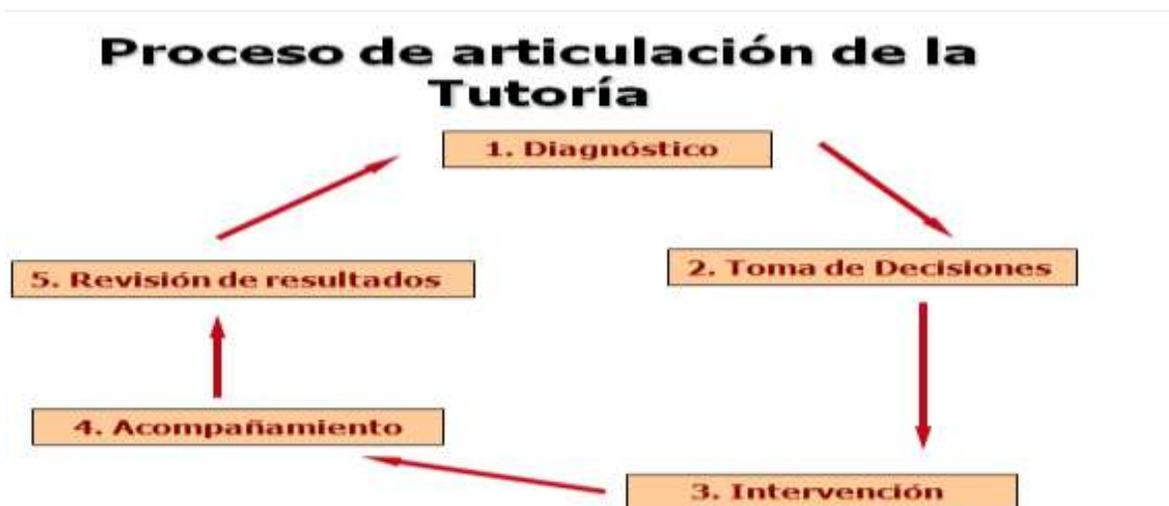 Proceso de articulación de la
Tutoría
1. Diagnóstico
2. Toma de Decisiones
3. Intervención
4. Acompañamiento
5. Revisión de resultados